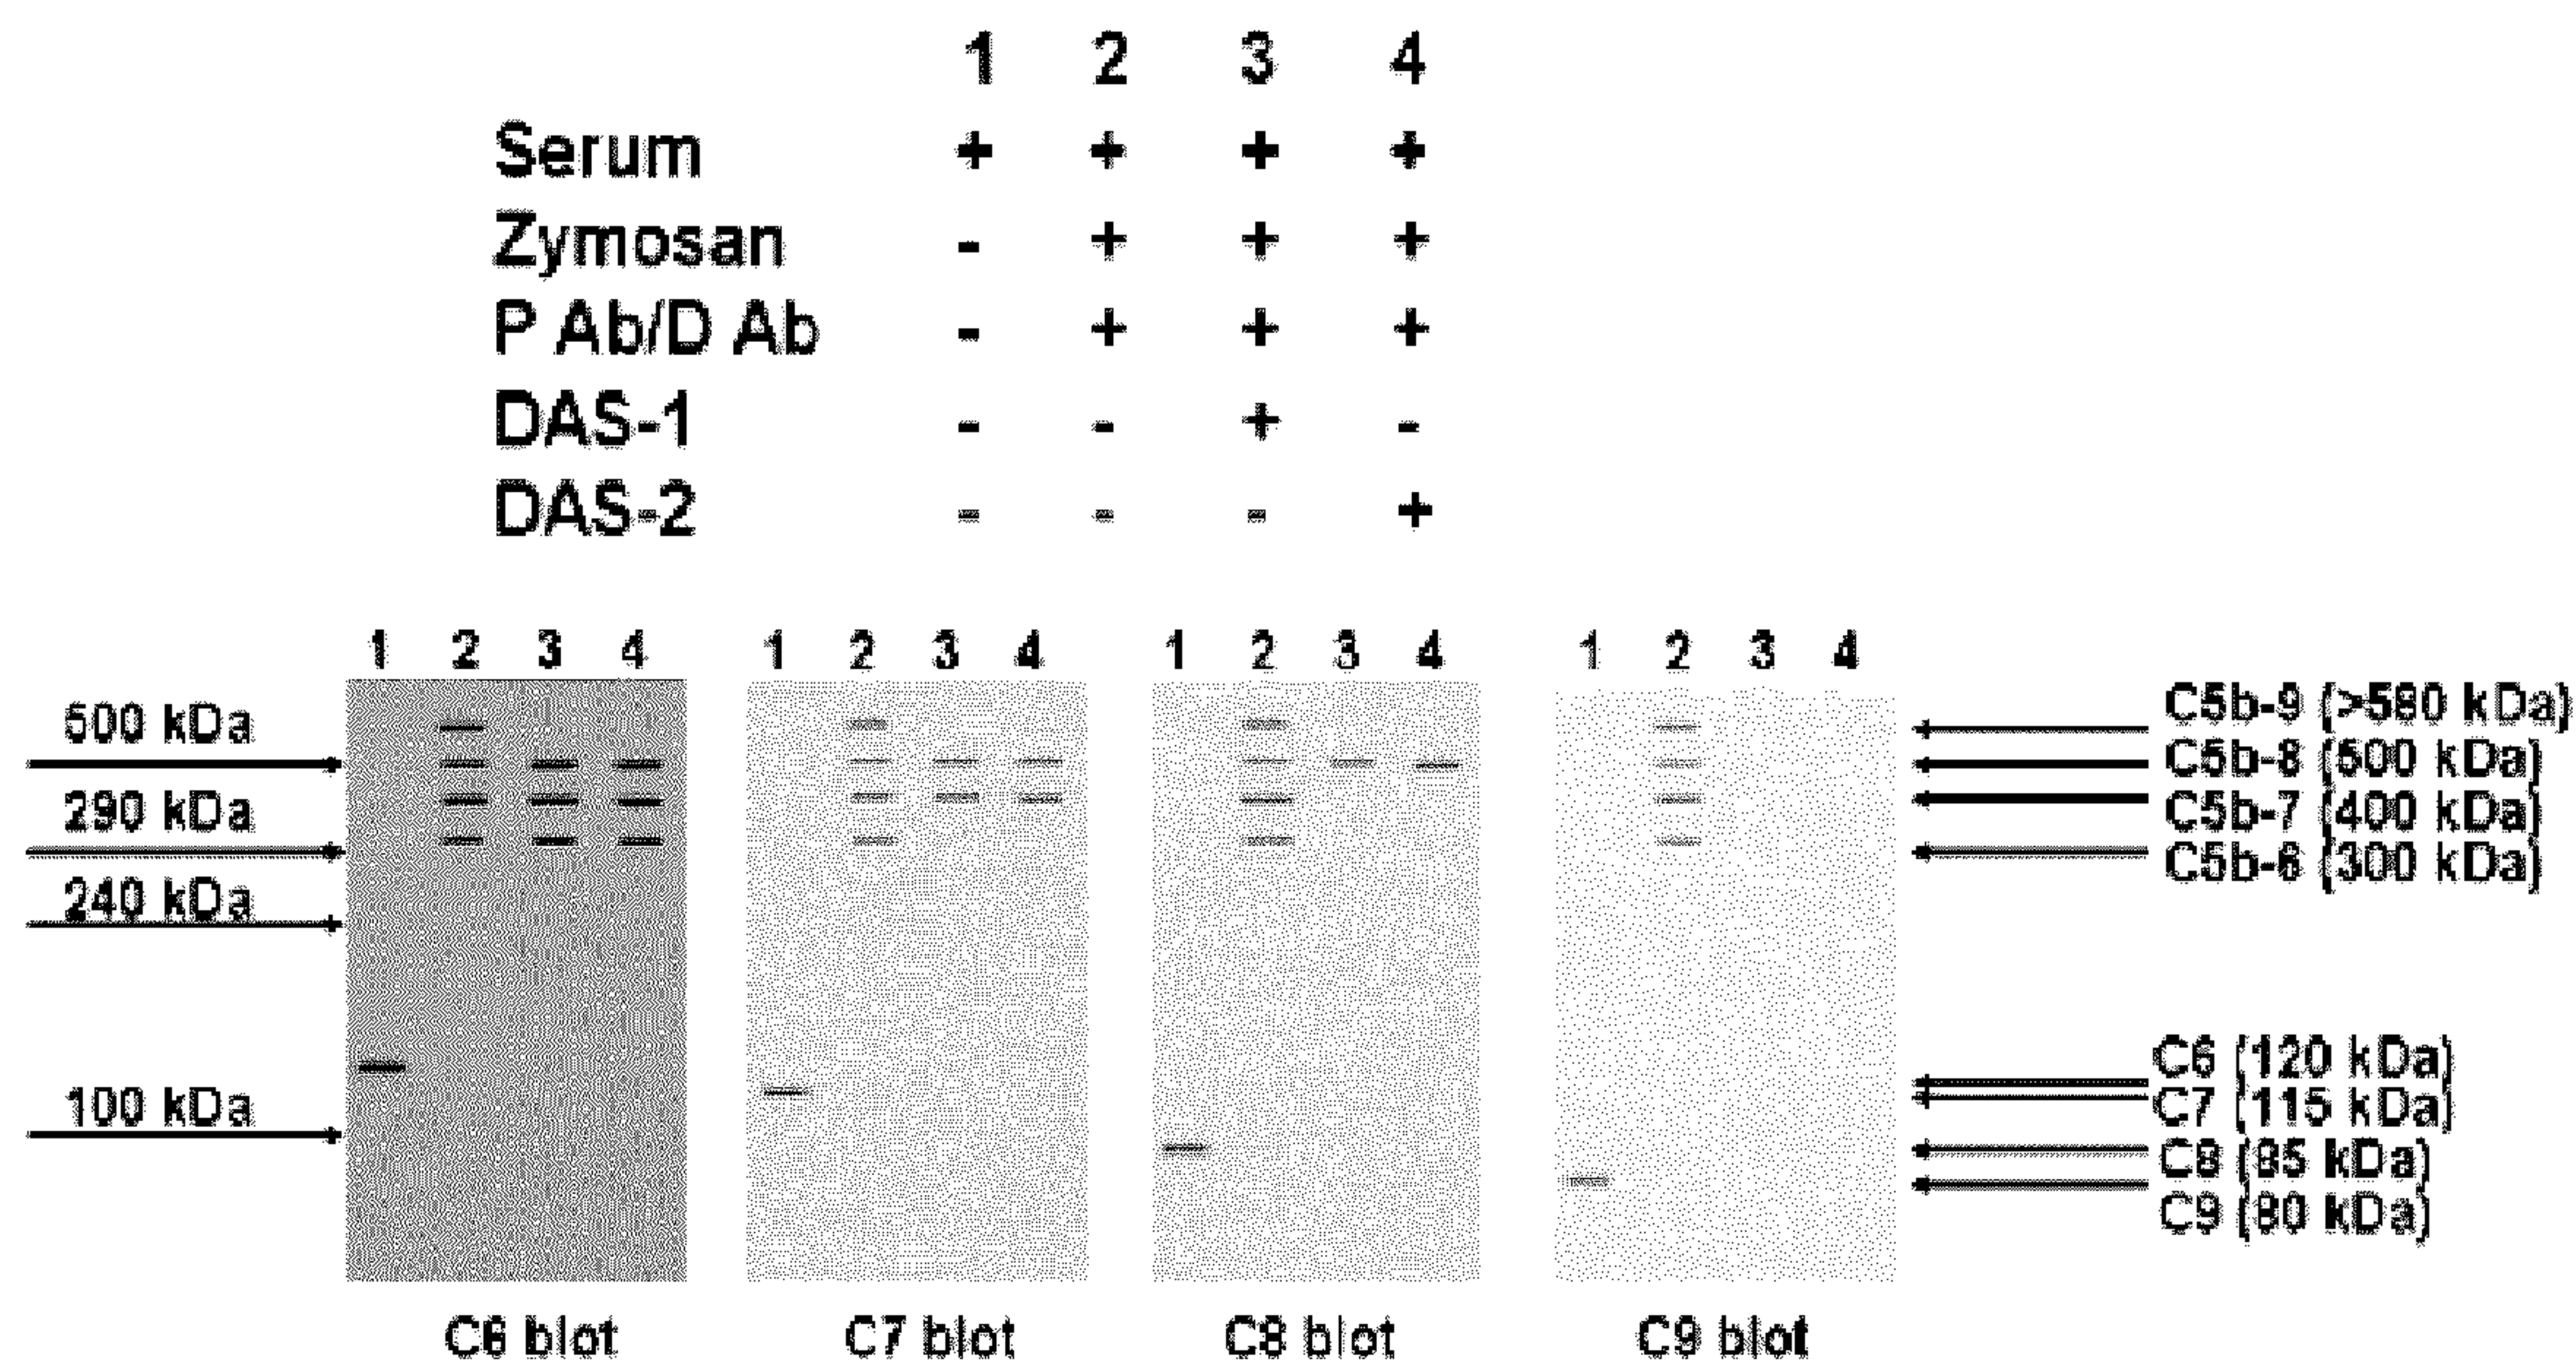 1 2 3 4
Serum + + + +
Zymosan - + + +
P Ab/D Ab - + + +
DAS-1 - - + -
DAS-2 - - - +
1 2 3 4 1 2 3 4 1 2 3 4 1 2 3 4
500 kDa
290 kDa
240 kDa
100 kDa
C5b-9 (>580 kDa)
C5b-8 (500 kDa)
C5b-7 (400 kDa)
C5b-6 (300 kDa)
C6 (120 kDa)
C7 (115 kDa)
C8 (85 kDa)
C9 (80 kDa)
C6 blot C7 blot C8 blot C9 blot